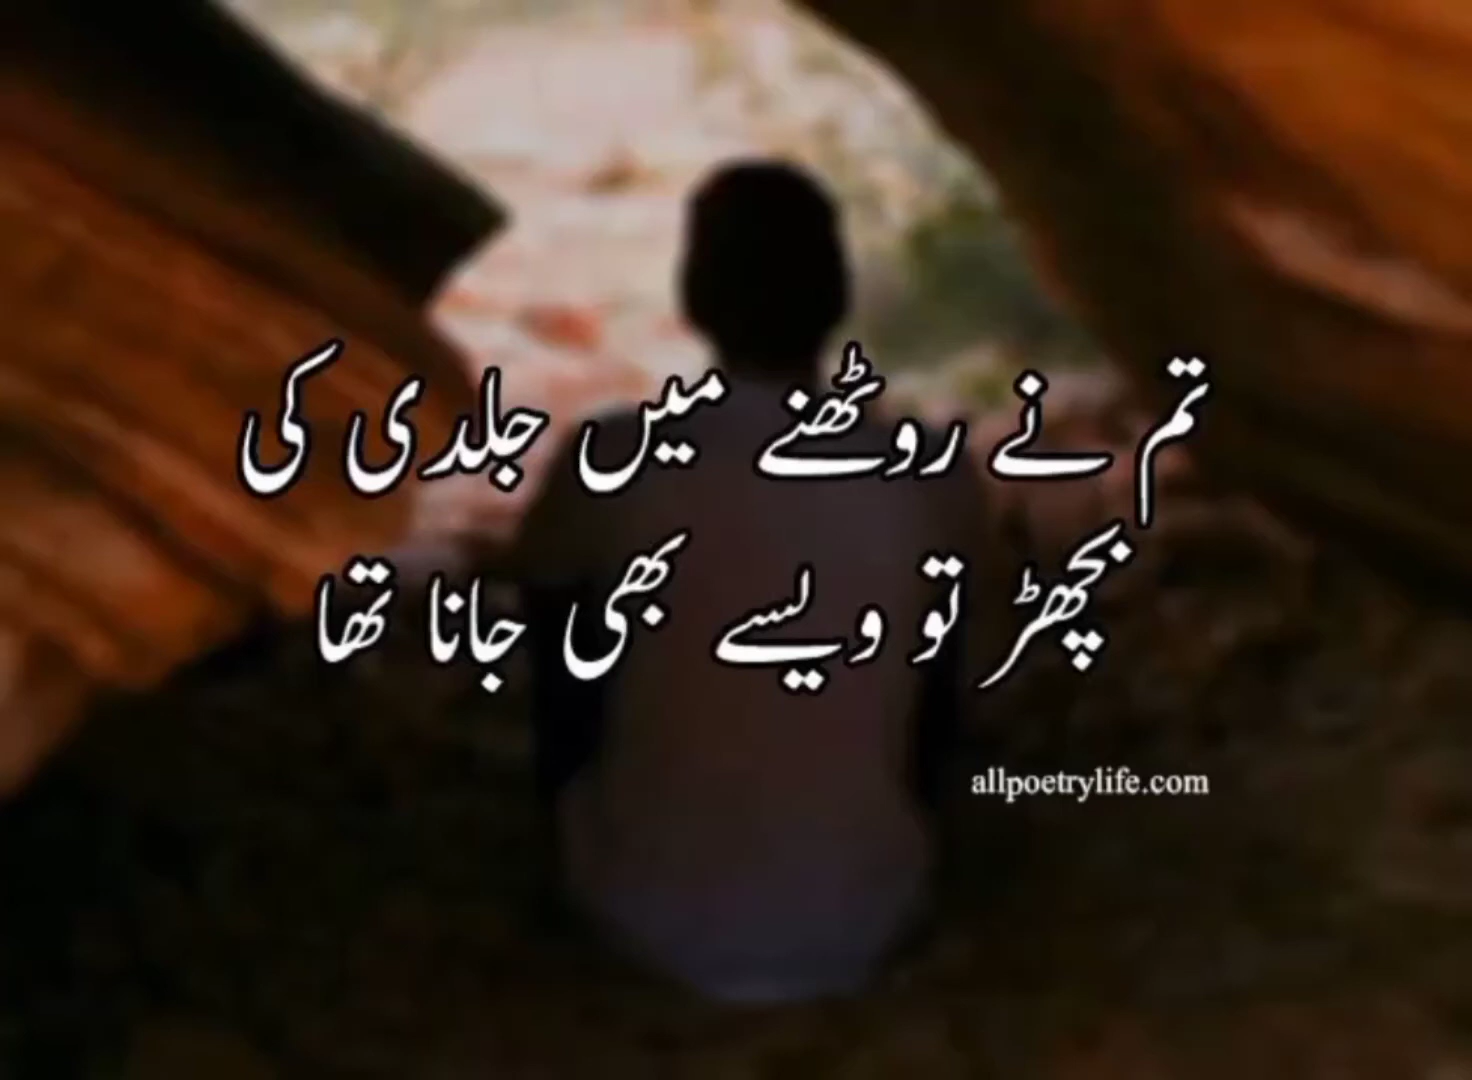 تم نے روٹھنے میں جلدی کی
بچھڑ تو ویسے بھی جانا تھا
allpoetrylife.com